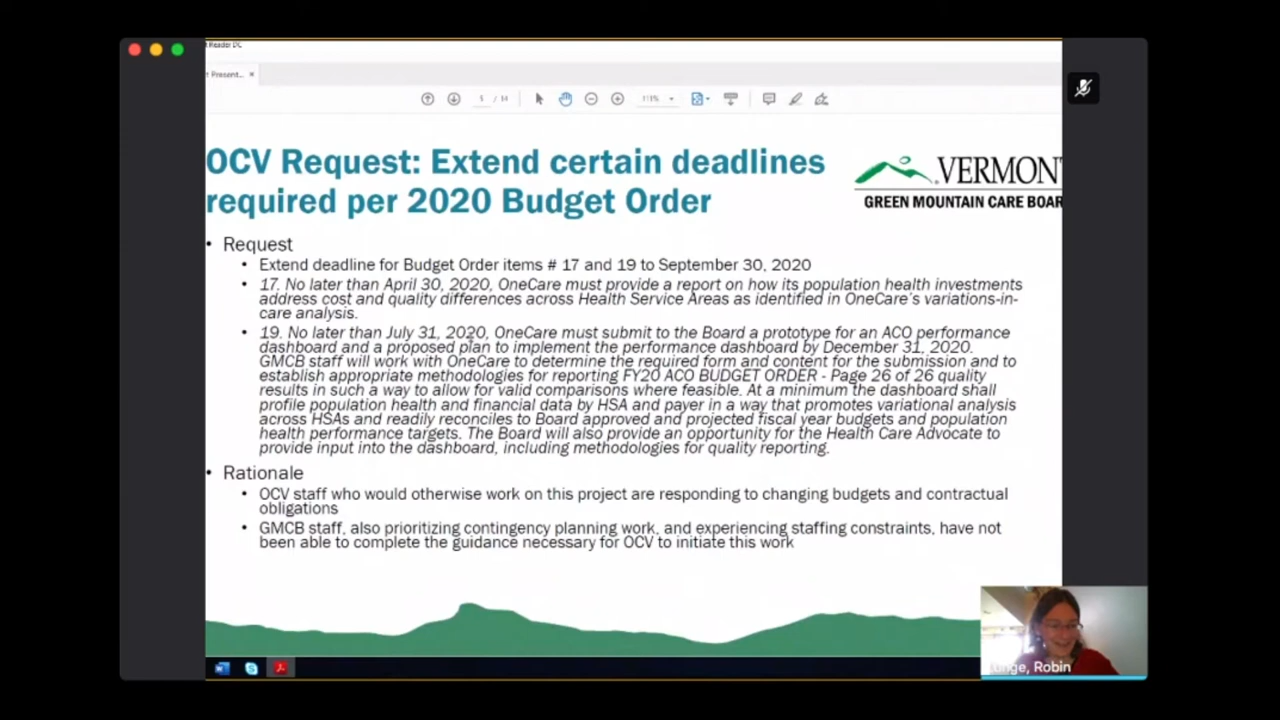 t Reader DC
t Present...
5 / 14
111%
OCV Request: Extend certain deadlines
required per 2020 Budget Order
VERMONT
GREEN MOUNTAIN CARE BOAR
• Request
• Extend deadline for Budget Order items # 17 and 19 to September 30, 2020
• 17. No later than April 30, 2020, OneCare must provide a report on how its population health investments
address cost and quality differences across Health Service Areas as identified in OneCare's variations-in-
care analysis.
• 19. No later than July 31, 2020, OneCare must submit to the Board a prototype for an ACO performance
dashboard and a proposed plan to implement the performance dashboard by December 31, 2020.
GMCB staff will work with OneCare to determine the required form and content for the submission and to
establish appropriate methodologies for reporting FY20 ACO BUDGET ORDER - Page 26 of 26 quality
results in such a way to allow for valid comparisons where feasible. At a minimum the dashboard shall
profile population health and financial data by HSA and payer in a way that promotes variational analysis
across HSAs and readily reconciles to Board approved and projected fiscal year budgets and population
health performance targets. The Board will also provide an opportunity for the Health Care Advocate to
provide input into the dashboard, including methodologies for quality reporting.
• Rationale
• OCV staff who would otherwise work on this project are responding to changing budgets and contractual
obligations
• GMCB staff, also prioritizing contingency planning work, and experiencing staffing constraints, have not
been able to complete the guidance necessary for OCV to initiate this work
unge, Robin